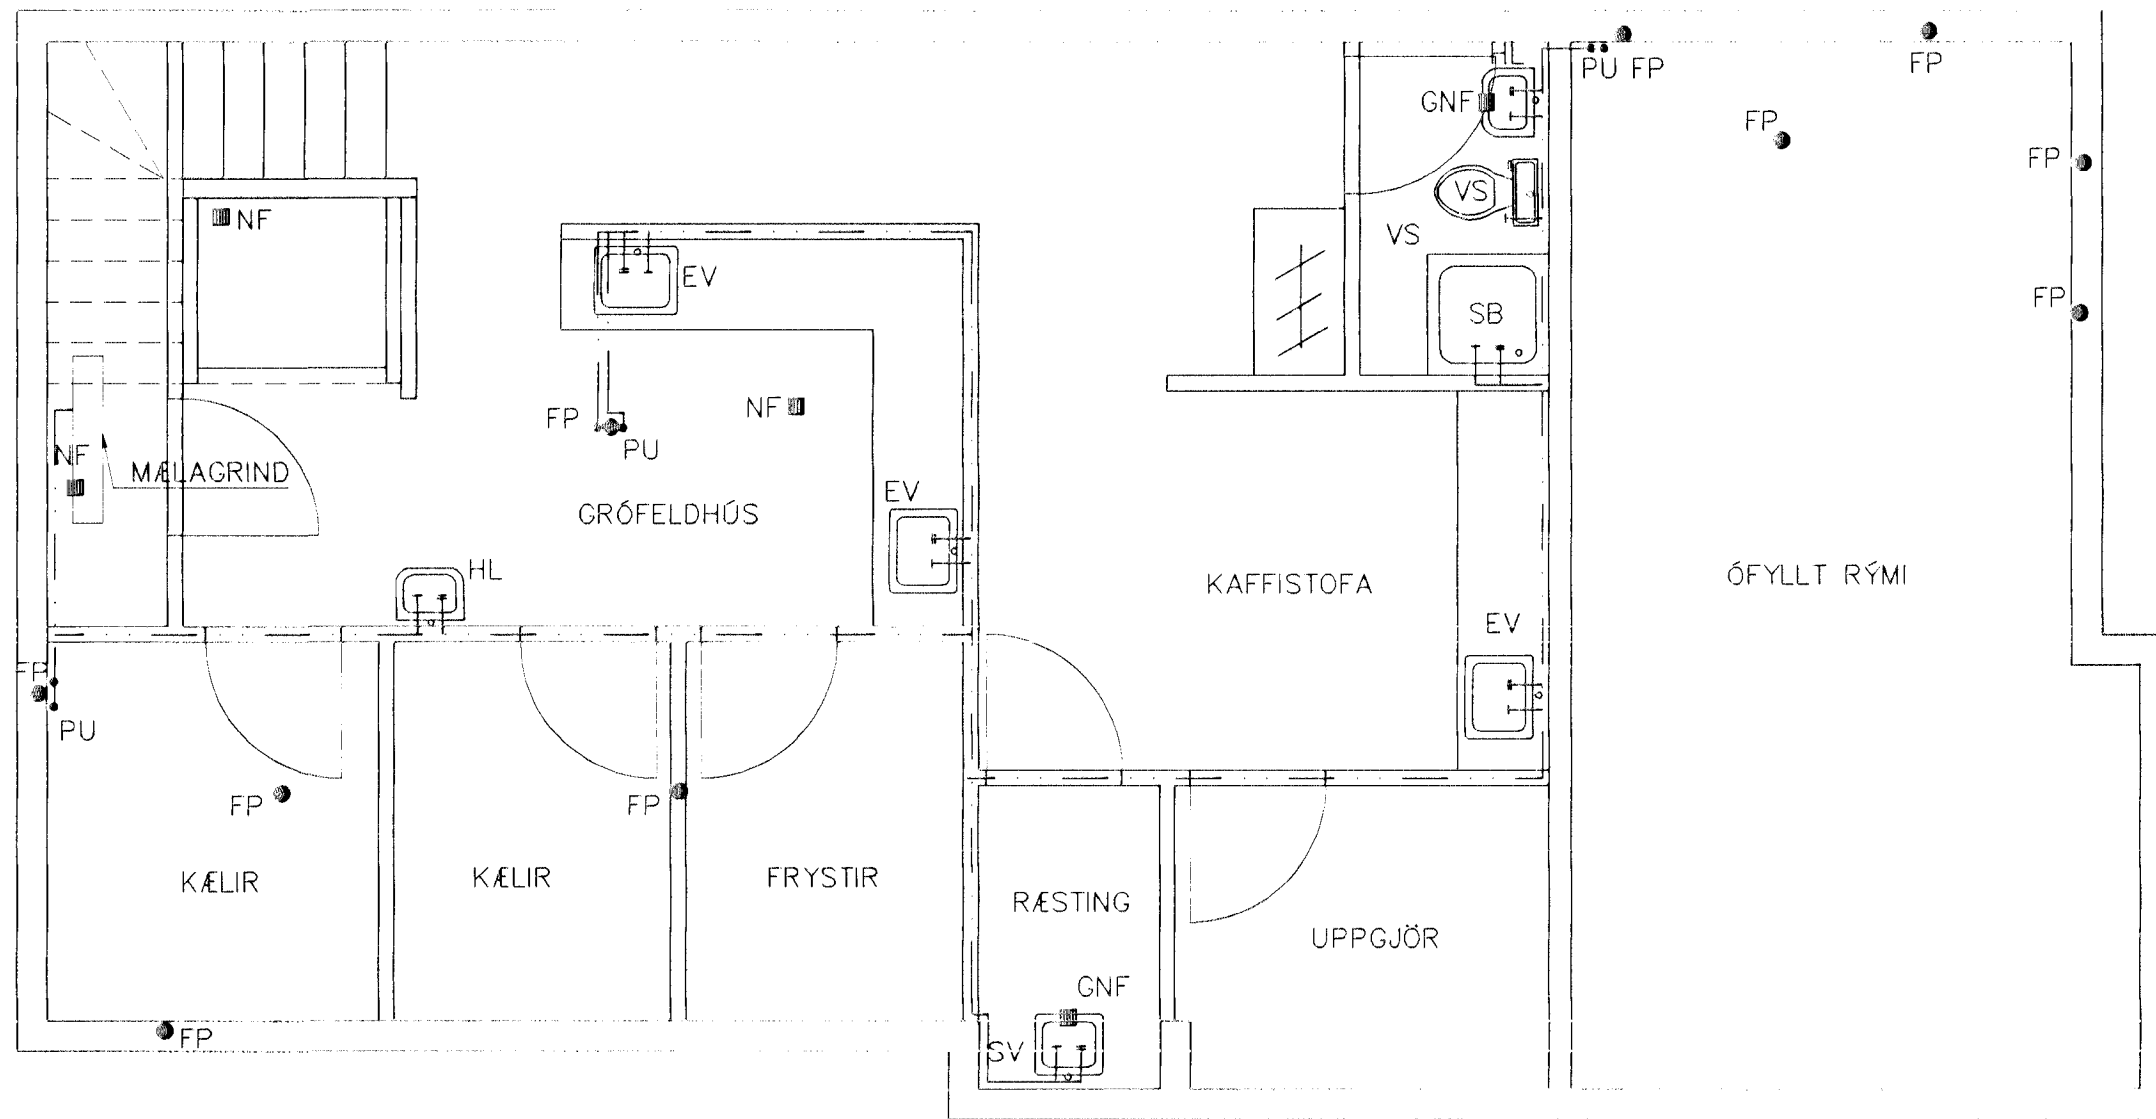 HL
PU FP
FP
GNF
FP
FP
VS
NF
VS
EV
SB
FP
NF
FP
PU
NF
MÆLAGRIND
EV
GRÓFELDHÚS
HL
KAFFISTOFA
ÓFYLLT RÝMI
EV
FP
PU
FP
FP
KÆLIR
KÆLIR
FRYSTIR
RÆSTING
UPPGJÖR
GNF
FP
SV